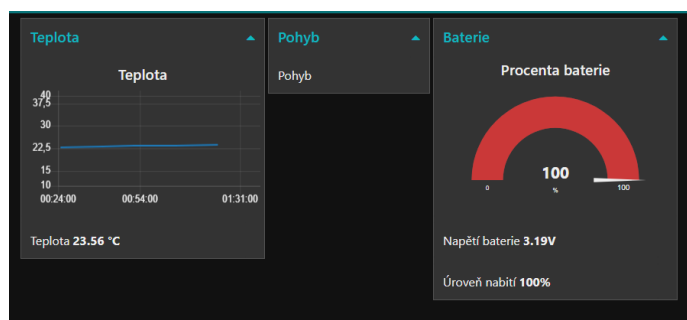 Teplota
Teplota
40
37,5
30
22,5
15
10
00:24:00 00:54:00 01:31:00
Teplota 23.56 °C
Pohyb
Pohyb
Baterie
Procenta baterie
100
%
0 100
Napětí baterie 3.19V
Úroveň nabití 100%